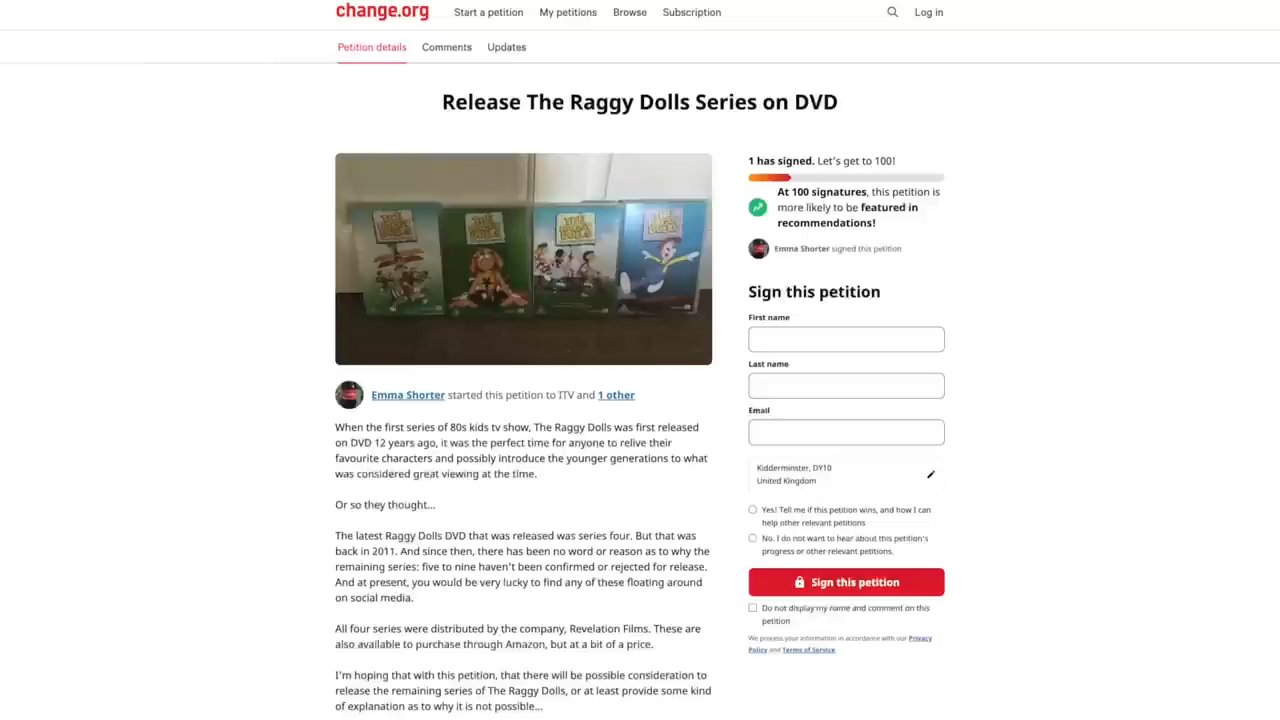 change.org
Start a petition
My petitions
Browse
Subscription
Log in
Petition details
Comments
Updates
Release The Raggy Dolls Series on DVD
THE
RAGGY
DOLLS
THE
RAGGY
DOLLS
THE
RAGGY
DOLLS
THE
RAGGY
DOLLS
Emma Shorter started this petition to ITV and 1 other
When the first series of 80s kids tv show, The Raggy Dolls was first released
on DVD 12 years ago, it was the perfect time for anyone to relive their
favourite characters and possibly introduce the younger generations to what
was considered great viewing at the time.
Or so they thought...
The latest Raggy Dolls DVD that was released was series four. But that was
back in 2011. And since then, there has been no word or reason as to why the
remaining series: five to nine haven't been confirmed or rejected for release.
And at present, you would be very lucky to find any of these floating around
on social media.
All four series were distributed by the company, Revelation Films. These are
also available to purchase through Amazon, but at a bit of a price.
I'm hoping that with this petition, that there will be possible consideration to
release the remaining series of The Raggy Dolls, or at least provide some kind
of explanation as to why it is not possible...
1 has signed. Let's get to 100!
At 100 signatures, this petition is
more likely to be featured in
recommendations!
Emma Shorter signed this petition
Sign this petition
First name
Last name
Email
Kidderminster, DY10
United Kingdom
Yes! Tell me if this petition wins, and how I can
help other relevant petitions
No. I do not want to hear about this petition's
progress or other relevant petitions.
Sign this petition
Do not display my name and comment on this
petition
We process your information in accordance with our Privacy
Policy and Terms of Service.